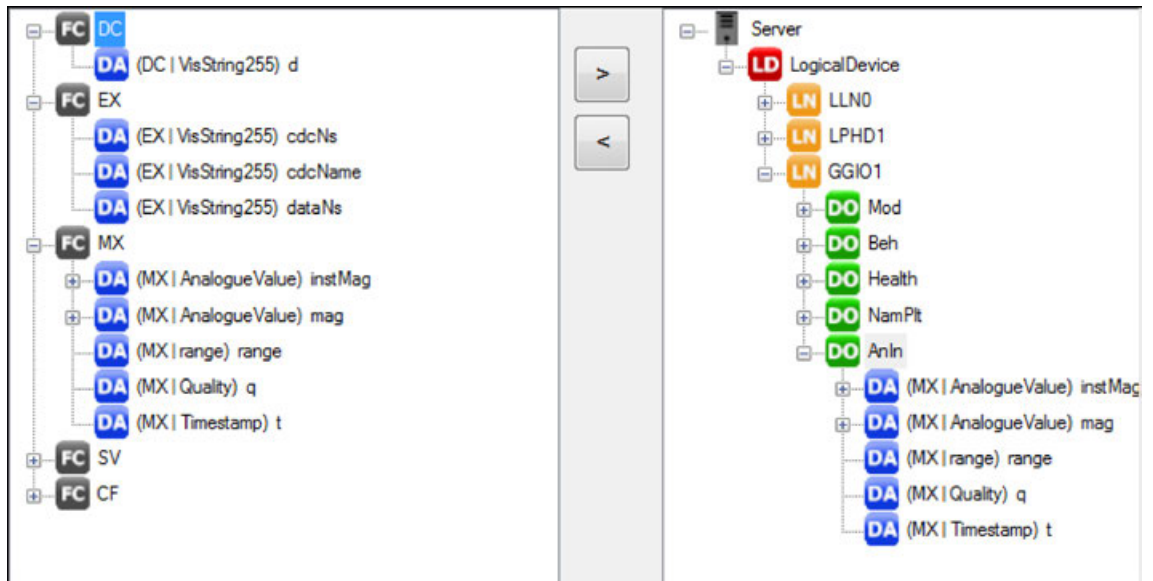 FC DC
DA (DC | VisString255) d
FC EX
DA (EX | VisString255) cdcNs
DA (EX | VisString255) cdcName
DA (EX | VisString255) dataNs
FC MX
DA (MX | AnalogueValue) instMag
DA (MX | AnalogueValue) mag
DA (MX | range) range
DA (MX | Quality) q
DA (MX | Timestamp) t
FC SV
FC CF
>
<
Server
LD LogicalDevice
LN LLN0
LN LPHD1
LN GGIO1
DO Mod
DO Beh
DO Health
DO NamPlt
DO AnIn
DA (MX | AnalogueValue) instMag
DA (MX | AnalogueValue) mag
DA (MX | range) range
DA (MX | Quality) q
DA (MX | Timestamp) t